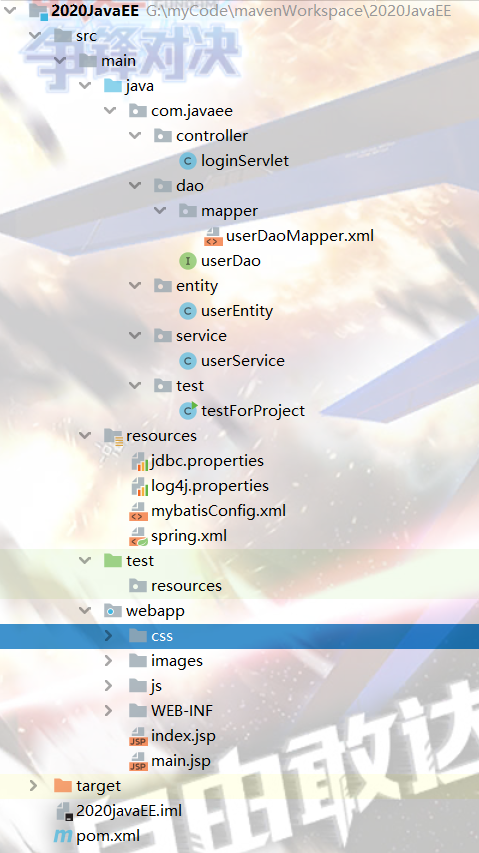 2020JavaEE G:\myCode\mavenWorkspace\2020JavaEE
src
争锋对决
main
java
com.javaee
controller
loginServlet
dao
mapper
userDaoMapper.xml
userDao
entity
userEntity
service
userService
test
testForProject
resources
jdbc.properties
log4j.properties
mybatisConfig.xml
spring.xml
test
resources
webapp
css
images
js
WEB-INF
index.jsp
main.jsp
自由敢达
target
2020javaEE.iml
pom.xml